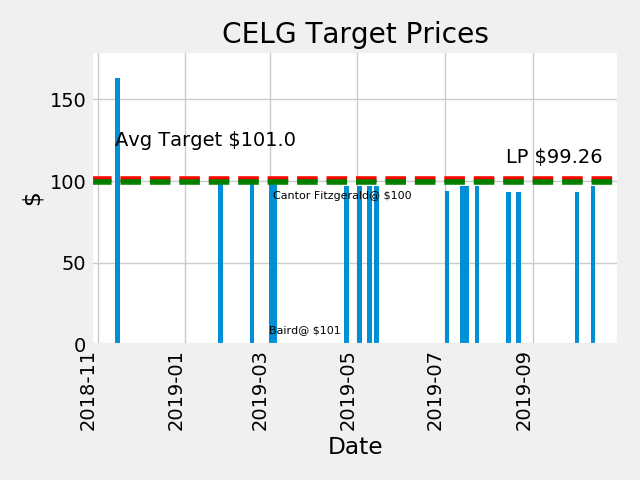 CELG Target Prices
150
Avg Target $101.0
LP $99.26
100
Cantor Fitzgerald@ $100
$
50
Baird@ $101
0
2018-11
2019-01
2019-03
2019-05
2019-07
2019-09
Date